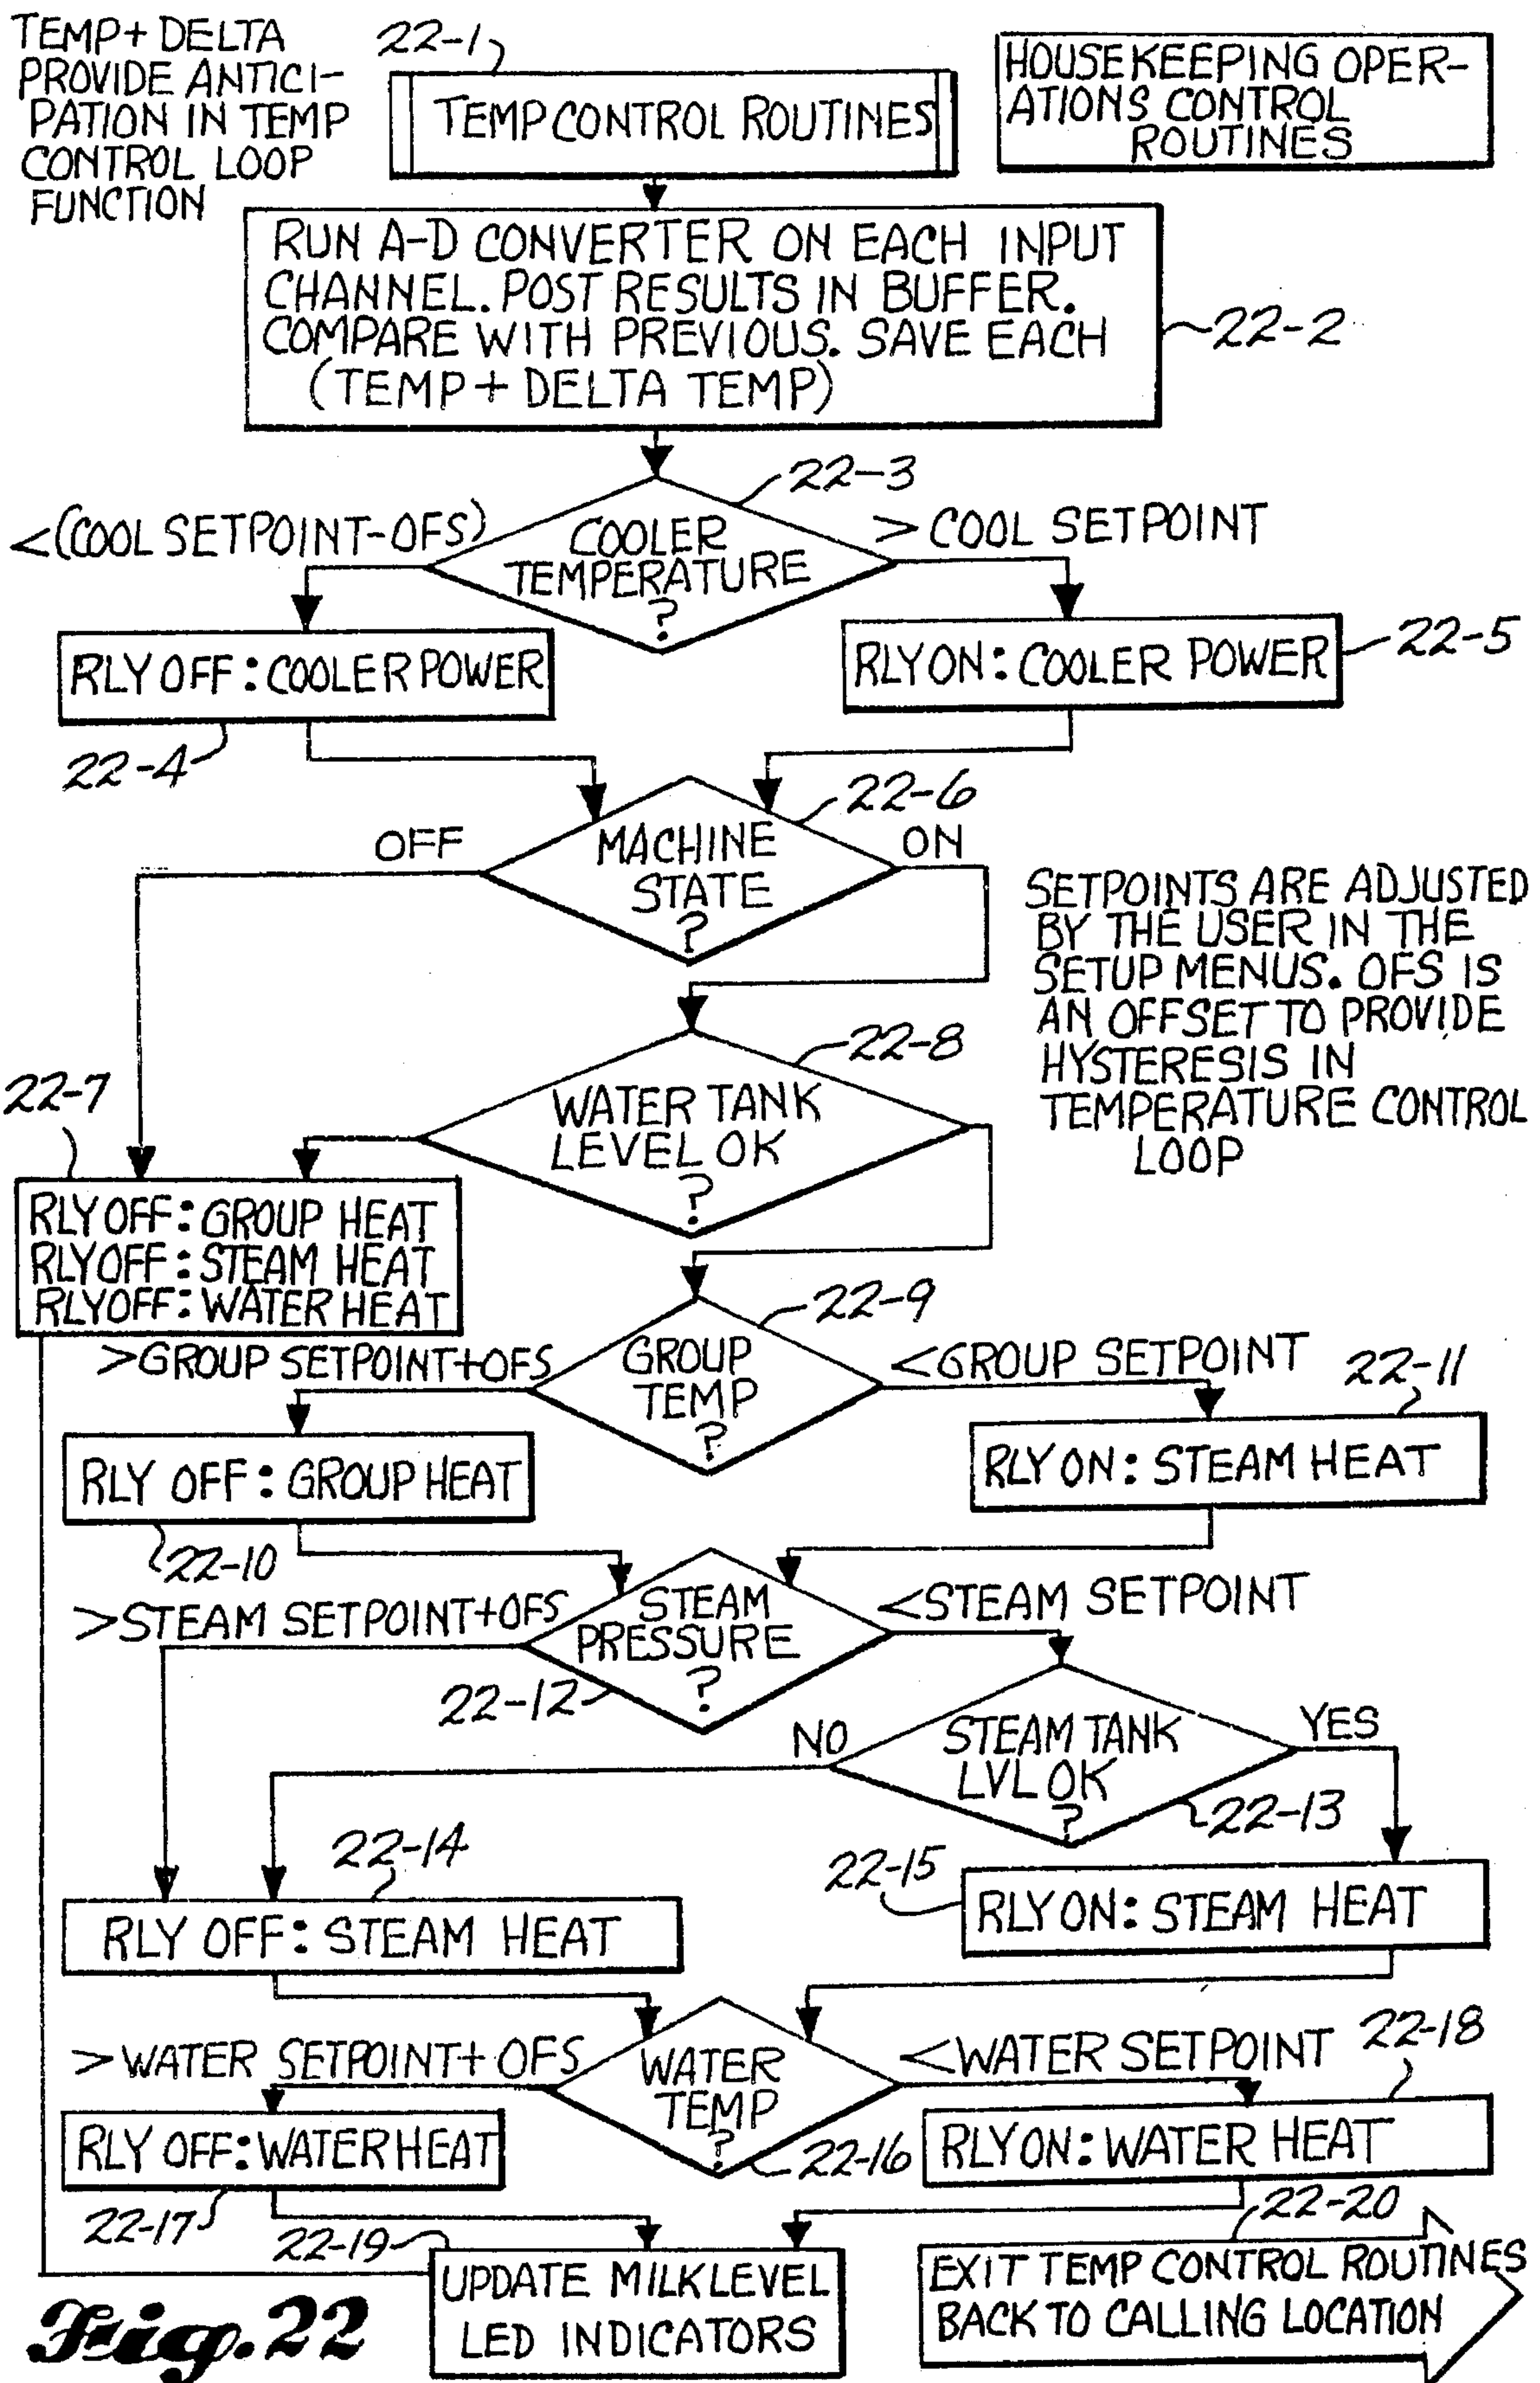 TEMP+DELTA
PROVIDE ANTICI-
PATION IN TEMP
CONTROL LOOP
FUNCTION
22-1
TEMP CONTROL ROUTINES
HOUSEKEEPING OPER-
ATIONS CONTROL
ROUTINES
RUN A-D CONVERTER ON EACH INPUT
CHANNEL. POST RESULTS IN BUFFER.
COMPARE WITH PREVIOUS. SAVE EACH
(TEMP + DELTA TEMP)
22-2
22-3
<(COOL SETPOINT-OFS)
COOLER
TEMPERATURE
?
> COOL SETPOINT
RLY OFF: COOLER POWER
22-4
RLY ON: COOLER POWER
22-5
22-6
OFF
MACHINE
STATE
?
ON
SETPOINTS ARE ADJUSTED
BY THE USER IN THE
SETUP MENUS. OFS IS
AN OFFSET TO PROVIDE
HYSTERESIS IN
TEMPERATURE CONTROL
LOOP
22-8
WATER TANK
LEVEL OK
?
22-7
RLY OFF: GROUP HEAT
RLY OFF: STEAM HEAT
RLY OFF: WATER HEAT
22-9
>GROUP SETPOINT+OFS
GROUP
TEMP
?
<GROUP SETPOINT
22-11
RLY OFF: GROUP HEAT
22-10
RLY ON: STEAM HEAT
>STEAM SETPOINT+OFS
STEAM
PRESSURE
?
<STEAM SETPOINT
22-12
NO
STEAM TANK
LVL OK
?
YES
22-13
22-14
RLY OFF: STEAM HEAT
22-15
RLY ON: STEAM HEAT
>WATER SETPOINT+OFS
WATER
TEMP
?
<WATER SETPOINT
22-18
22-16
RLY OFF: WATER HEAT
22-17
RLY ON: WATER HEAT
22-19
UPDATE MILK LEVEL
LED INDICATORS
22-20
EXIT TEMP CONTROL ROUTINES
BACK TO CALLING LOCATION
Fig. 22